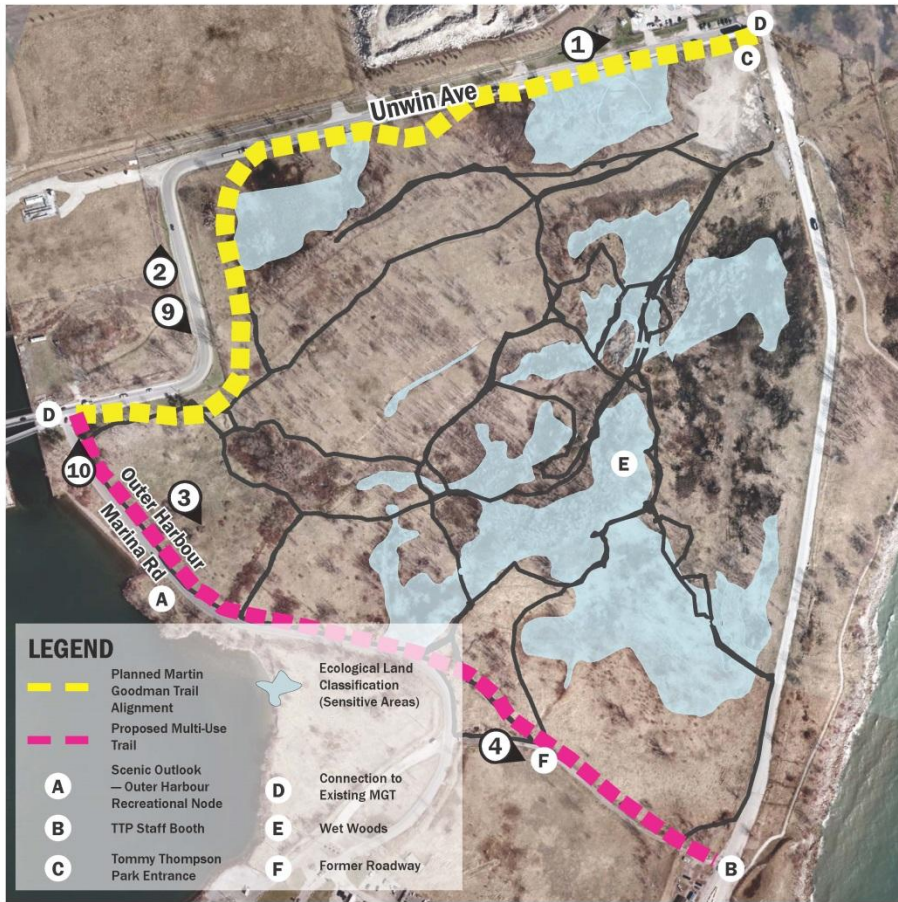 D
1
C
Unwin Ave
2
9
D
10
3
E
Outer Harbour
Marina Rd
A
4
F
B
LEGEND
Planned Martin
Goodman Trail
Alignment
Proposed Multi-Use
Trail
A
Scenic Outlook
— Outer Harbour
Recreational Node
B
TTP Staff Booth
C
Tommy Thompson
Park Entrance
Ecological Land
Classification
(Sensitive Areas)
D
Connection to
Existing MGT
E
Wet Woods
F
Former Roadway